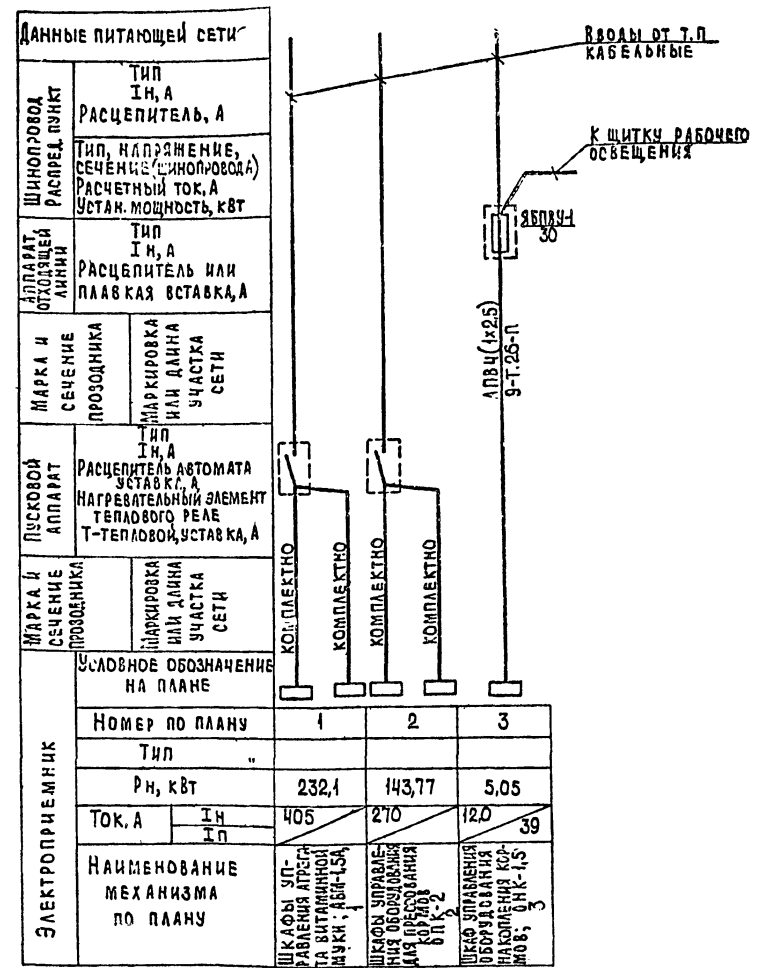 Данные питающей сети
Вводы от т.п
кабельные
Шинопровод
распред. пункт
Тип
Iн, А
Расцепитель, А
Тип, напряжение,
сечение (шинопровода)
Расчетный ток, А
Устан. мощность, кВт
К щитку рабочего
освещения
ЯБПВУ-1
30
Аппарат
отходящей
линии
Тип
Iн, А
Расцепитель или
плавкая вставка, А
Марка и
сечение
прозодника
Маркировка
или длина
участка
сети
АПВ 4(1х2,5)
9-Т.26-П
Пусковой
аппарат
Тип
Iн, А
Расцепитель автомата
уставка, А
Нагревательный элемент
теплового реле
Т-тепловой, уставка, А
Марка и
сечение
прозодника
Маркировка
или длина
участка
сети
комплектно
комплектно
комплектно
комплектно
Электроприемник
Условное обозначение
на плане
Номер по плану
1
2
3
Тип "
Рн, кВт
232,1
143,77
5,05
Ток, А
Iн
Iп
405
270
12,0
39
Наименование
механизма
по плану
Шкафы уп-
равления агрега
та витаминной
муки; АВМ-1,5А,
1
Шкафы управле-
ния оборудования
для прессования
кормов
ОПК-2
2
Шкаф управления
оборудования
накопления кор-
мов; ОНК-1,5
3